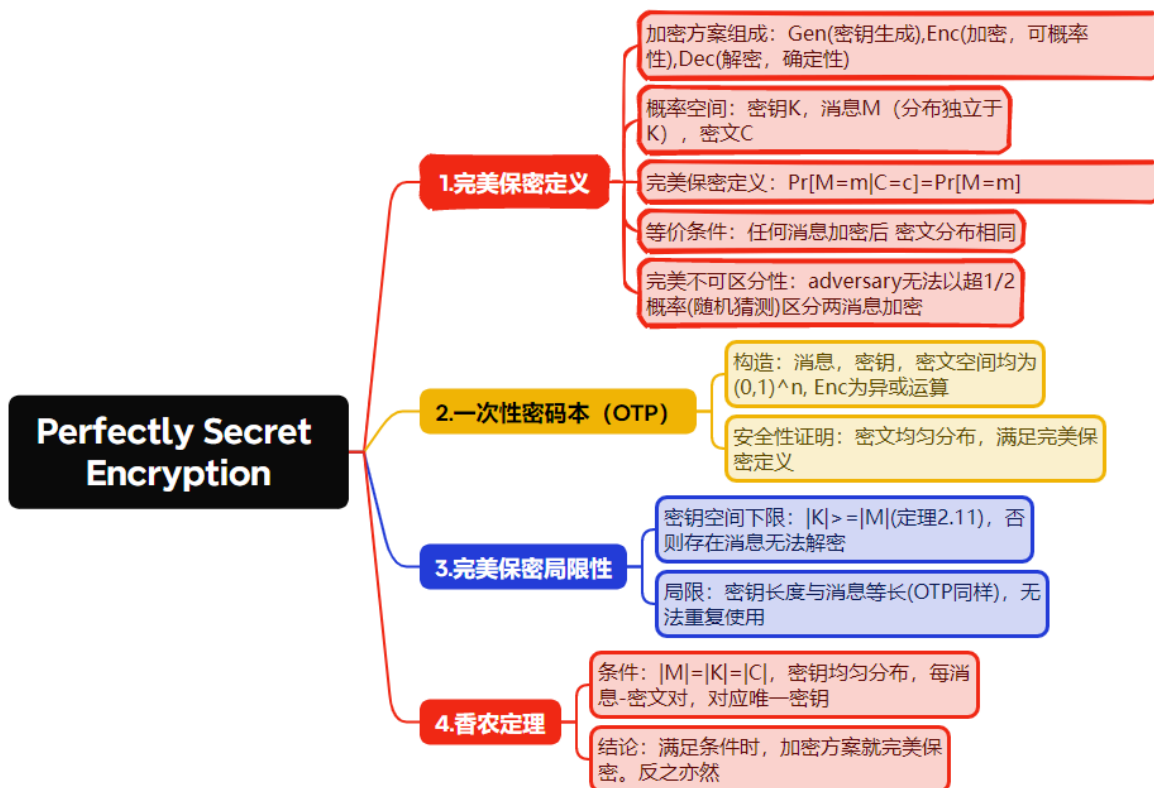 Perfectly Secret
Encryption
1.完美保密定义
加密方案组成：Gen(密钥生成),Enc(加密，可概率
性),Dec(解密，确定性)
概率空间：密钥K，消息M（分布独立于
K），密文C
完美保密定义：Pr[M=m|C=c]=Pr[M=m]
等价条件：任何消息加密后 密文分布相同
完美不可区分性：adversary无法以超1/2
概率(随机猜测)区分两消息加密
2.一次性密码本（OTP）
构造：消息，密钥，密文空间均为
(0,1)^n, Enc为异或运算
安全性证明：密文均匀分布，满足完美保
密定义
3.完美保密局限性
密钥空间下限：|K|>=|M|(定理2.11)，否
则存在消息无法解密
局限：密钥长度与消息等长(OTP同样)，无
法重复使用
4.香农定理
条件：|M|=|K|=|C|，密钥均匀分布，每消
息-密文对，对应唯一密钥
结论：满足条件时，加密方案就完美保
密。反之亦然